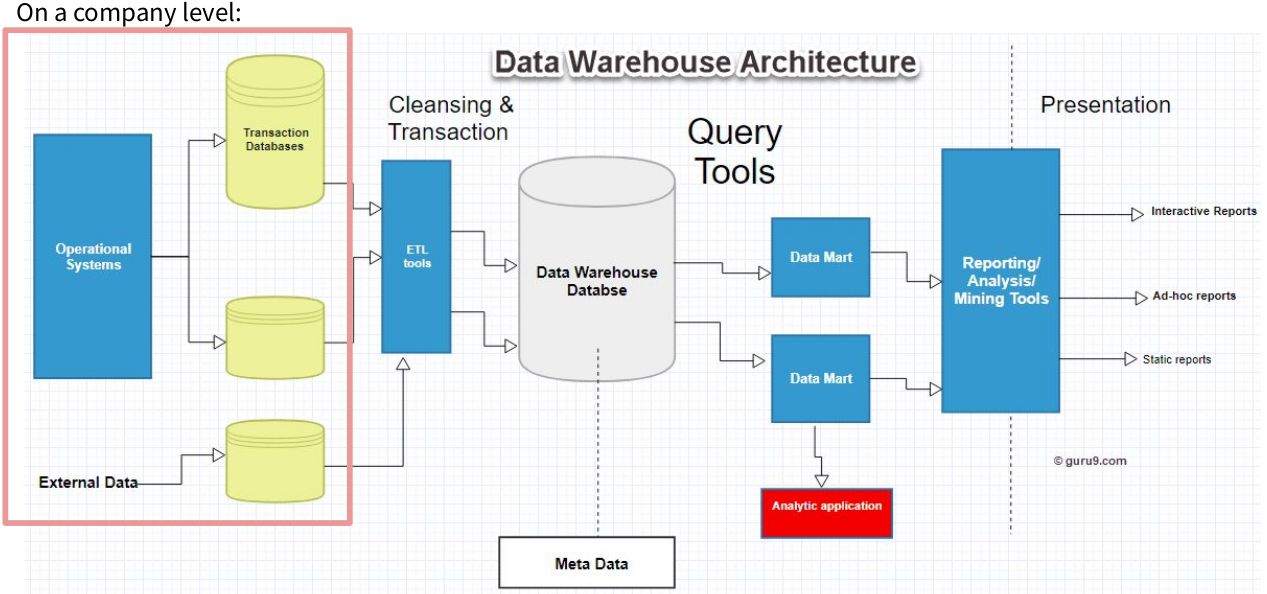 On a company level:
Data Warehouse Architecture
Cleansing &
Transaction
Query
Tools
Presentation
Transaction
Databases
Operational
Systems
ETL
tools
Data Warehouse
Databse
Data Mart
Data Mart
Reporting/
Analysis/
Mining Tools
Interactive Reports
Ad-hoc reports
Static reports
External Data
© guru9.com
Analytic application
Meta Data